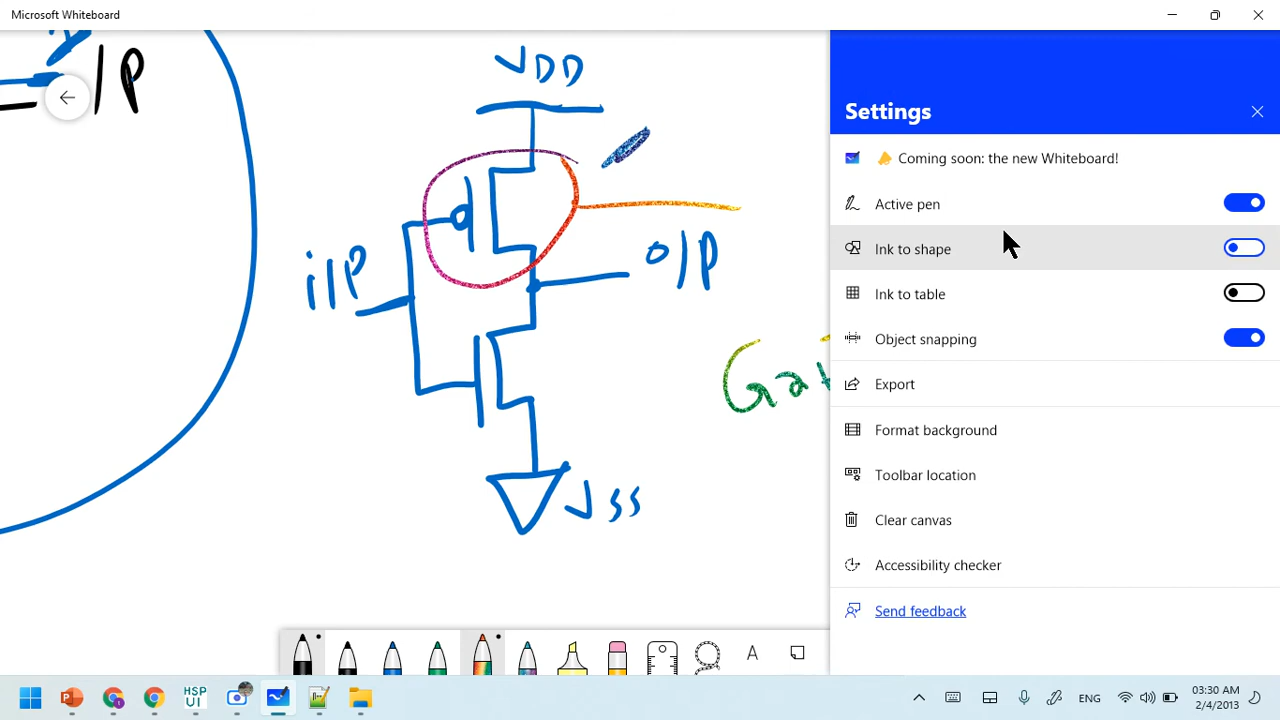 Microsoft Whiteboard
/P
VDD
i/P
o/P
VSS
Settings
Coming soon: the new Whiteboard!
Active pen
Ink to shape
Ink to table
Object snapping
Export
Format background
Toolbar location
Clear canvas
Accessibility checker
Send feedback
HSP
UI
ENG
03:30 AM
2/4/2013